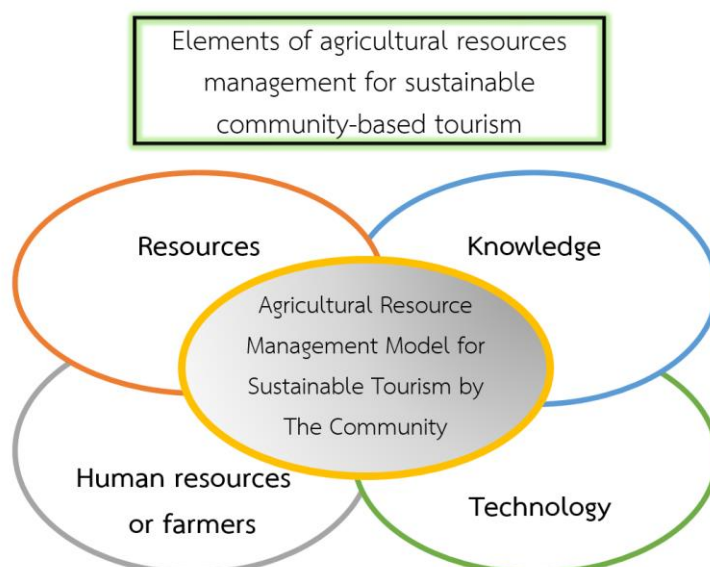 Elements of agricultural resources
management for sustainable
community-based tourism
Resources
Knowledge
Agricultural Resource
Management Model for
Sustainable Tourism by
The Community
Human resources
or farmers
Technology